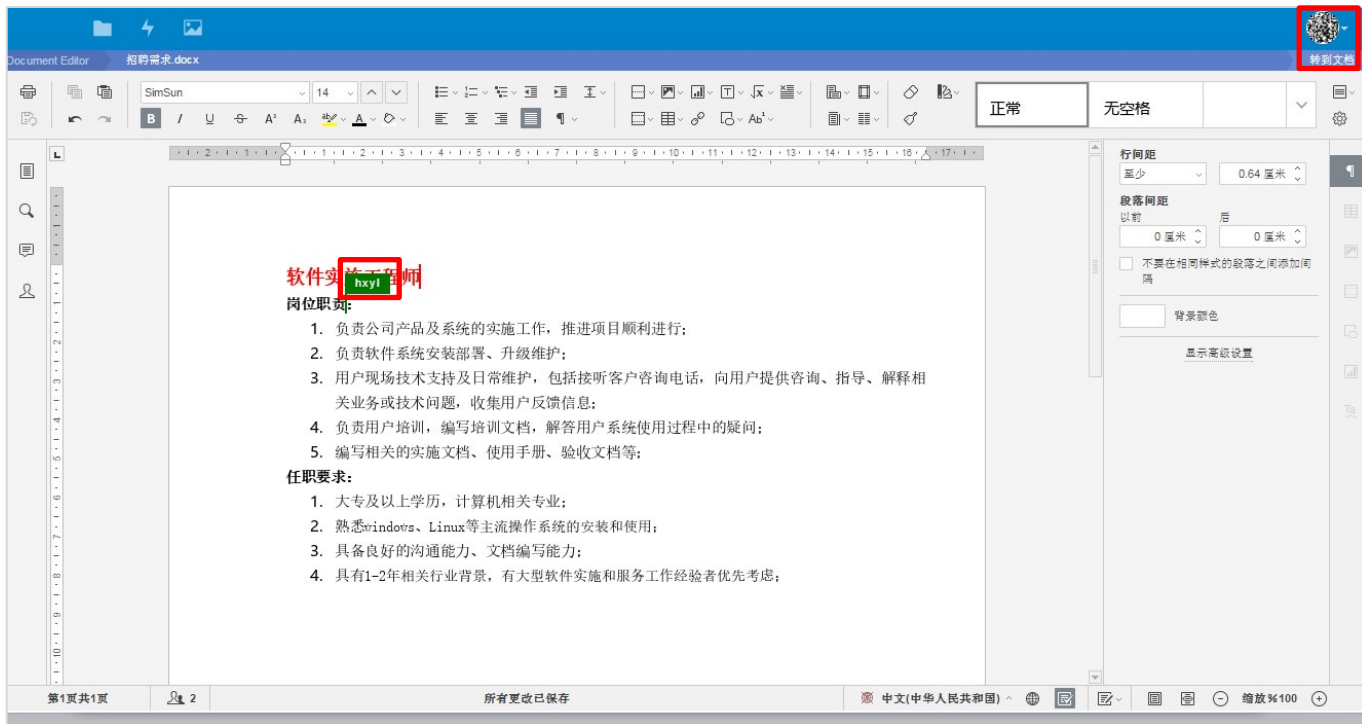 Document Editor 招聘需求.docx 转到文档
SimSun 14
正常 无空格
行间距
至少 0.64 厘米
段落间距
以前 后
0 厘米 0 厘米
不要在相同样式的段落之间添加间
隔
背景颜色
显示高级设置
软件实施工程师
hxyl
岗位职责:
1. 负责公司产品及系统的实施工作，推进项目顺利进行;
2. 负责软件系统安装部署、升级维护;
3. 用户现场技术支持及日常维护，包括接听客户咨询电话，向用户提供咨询、指导、解释相
关业务或技术问题，收集用户反馈信息;
4. 负责用户培训，编写培训文档，解答用户系统使用过程中的疑问;
5. 编写相关的实施文档、使用手册、验收文档等;
任职要求:
1. 大专及以上学历，计算机相关专业;
2. 熟悉windows、Linux等主流操作系统的安装和使用;
3. 具备良好的沟通能力、文档编写能力;
4. 具有1-2年相关行业背景，有大型软件实施和服务工作经验者优先考虑;
第1页共1页 2 所有更改已保存 中文(中华人民共和国) 缩放%100